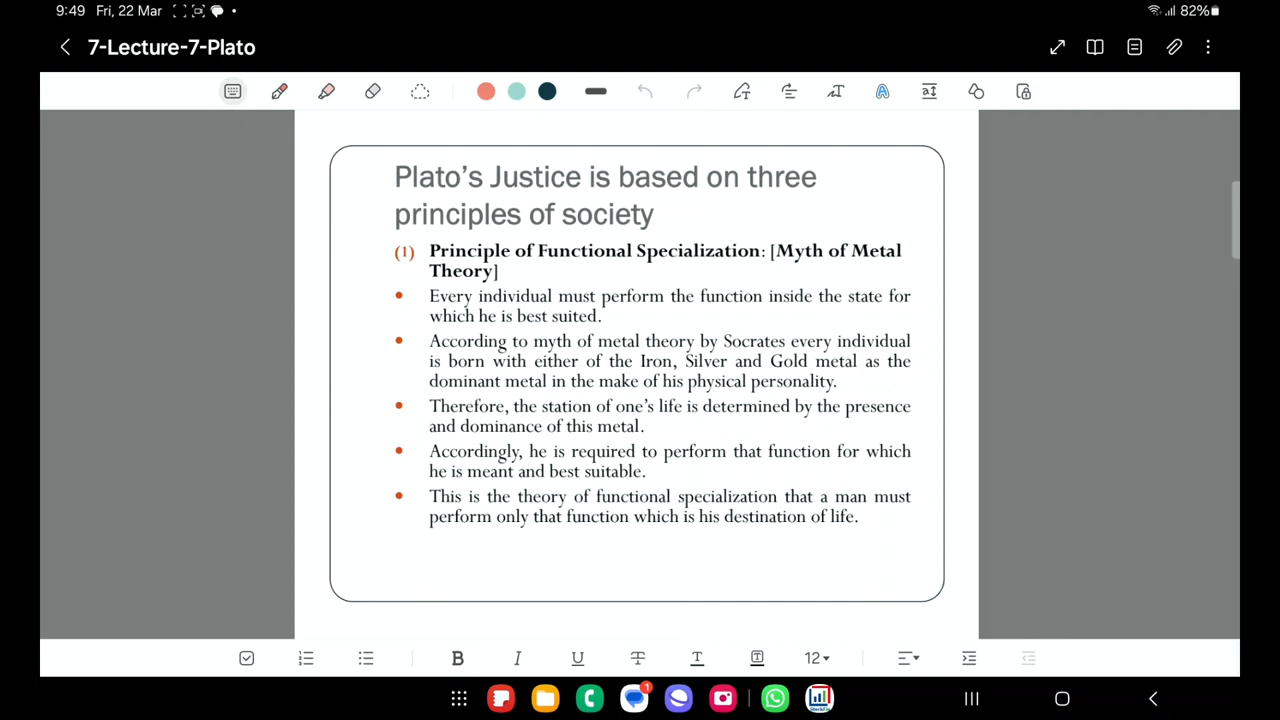 9:49 Fri, 22 Mar
82%
7-Lecture-7-Plato
Plato's Justice is based on three
principles of society
(1) Principle of Functional Specialization: [Myth of Metal
Theory]
• Every individual must perform the function inside the state for
which he is best suited.
• According to myth of metal theory by Socrates every individual
is born with either of the Iron, Silver and Gold metal as the
dominant metal in the make of his physical personality.
• Therefore, the station of one's life is determined by the presence
and dominance of this metal.
• Accordingly, he is required to perform that function for which
he is meant and best suitable.
• This is the theory of functional specialization that a man must
perform only that function which is his destination of life.
B I U T T T 12
1